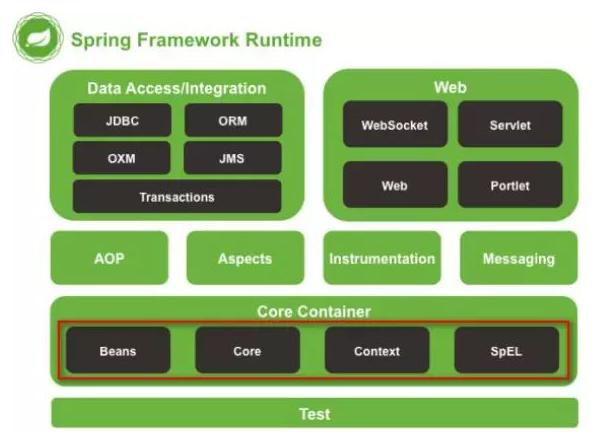 Spring Framework Runtime
Data Access/Integration
JDBC
ORM
OXM
JMS
Transactions
Web
WebSocket
Servlet
Web
Portlet
AOP
Aspects
Instrumentation
Messaging
Core Container
Beans
Core
Context
SpEL
Test